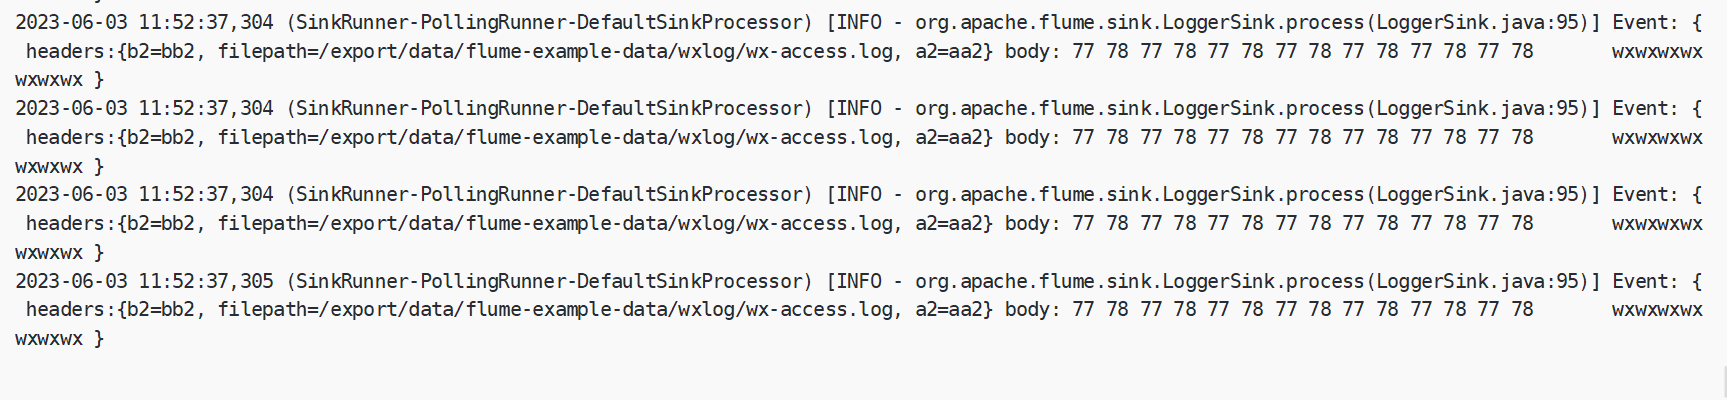 2023-06-03 11:52:37,304 (SinkRunner-PollingRunner-DefaultSinkProcessor) [INFO - org.apache.flume.sink.LoggerSink.process(LoggerSink.java:95)] Event: {
 headers:{b2=bb2, filepath=/export/data/flume-example-data/wxlog/wx-access.log, a2=aa2} body: 77 78 77 78 77 78 77 78 77 78 77 78 77 78       wxwxwxwx
wxwxwx }
2023-06-03 11:52:37,304 (SinkRunner-PollingRunner-DefaultSinkProcessor) [INFO - org.apache.flume.sink.LoggerSink.process(LoggerSink.java:95)] Event: {
 headers:{b2=bb2, filepath=/export/data/flume-example-data/wxlog/wx-access.log, a2=aa2} body: 77 78 77 78 77 78 77 78 77 78 77 78 77 78       wxwxwxwx
wxwxwx }
2023-06-03 11:52:37,304 (SinkRunner-PollingRunner-DefaultSinkProcessor) [INFO - org.apache.flume.sink.LoggerSink.process(LoggerSink.java:95)] Event: {
 headers:{b2=bb2, filepath=/export/data/flume-example-data/wxlog/wx-access.log, a2=aa2} body: 77 78 77 78 77 78 77 78 77 78 77 78 77 78       wxwxwxwx
wxwxwx }
2023-06-03 11:52:37,305 (SinkRunner-PollingRunner-DefaultSinkProcessor) [INFO - org.apache.flume.sink.LoggerSink.process(LoggerSink.java:95)] Event: {
 headers:{b2=bb2, filepath=/export/data/flume-example-data/wxlog/wx-access.log, a2=aa2} body: 77 78 77 78 77 78 77 78 77 78 77 78 77 78       wxwxwxwx
wxwxwx }